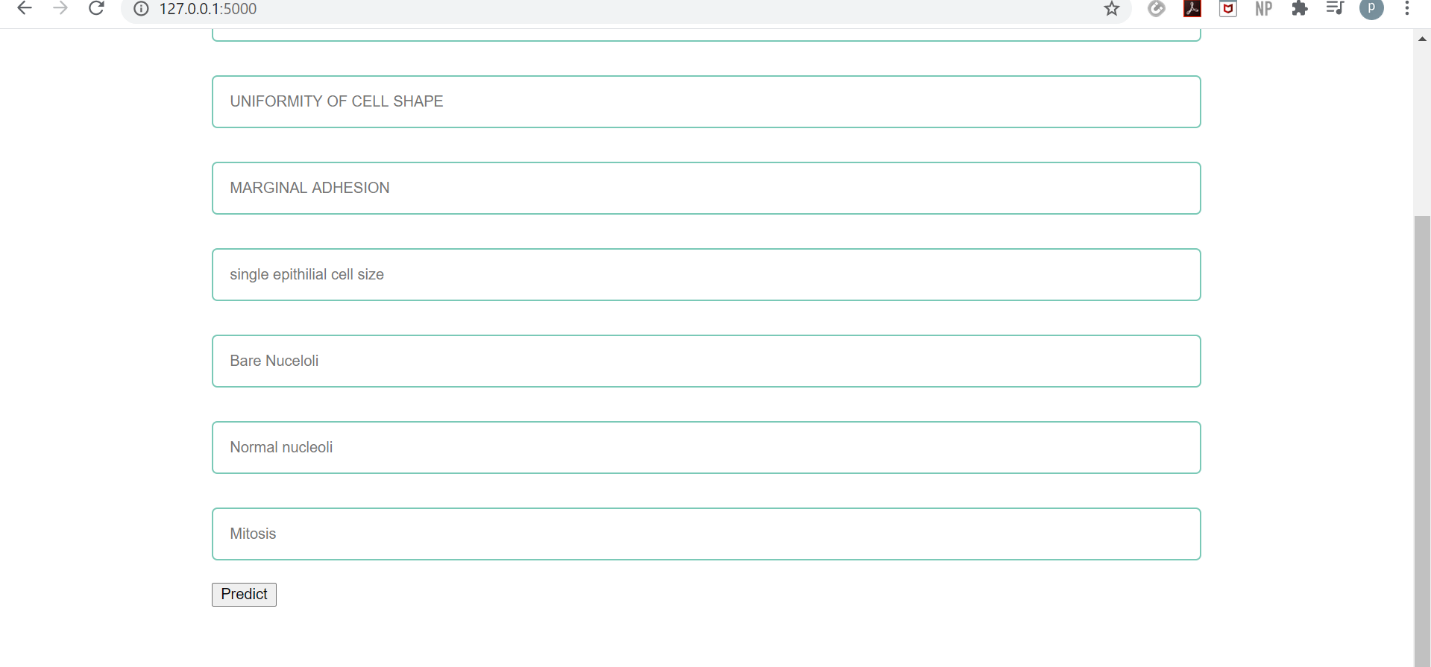 127.0.0.1:5000
NP
p
UNIFORMITY OF CELL SHAPE
MARGINAL ADHESION
single epithilial cell size
Bare Nuceloli
Normal nucleoli
Mitosis
Predict